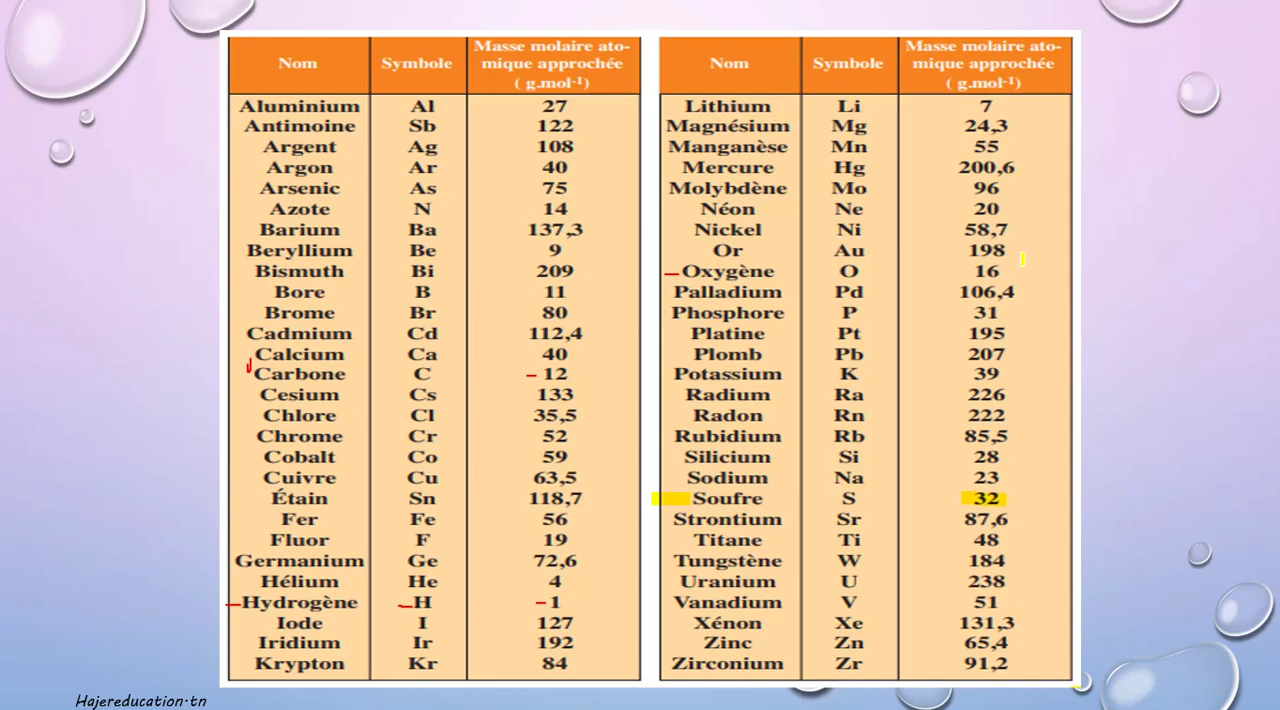 Nom Symbole Masse molaire ato-
mique approchée
( g.mol-1)
Aluminium Al 27
Antimoine Sb 122
Argent Ag 108
Argon Ar 40
Arsenic As 75
Azote N 14
Barium Ba 137,3
Beryllium Be 9
Bismuth Bi 209
Bore B 11
Brome Br 80
Cadmium Cd 112,4
Calcium Ca 40
Carbone C 12
Cesium Cs 133
Chlore Cl 35,5
Chrome Cr 52
Cobalt Co 59
Cuivre Cu 63,5
Étain Sn 118,7
Fer Fe 56
Fluor F 19
Germanium Ge 72,6
Hélium He 4
Hydrogène H 1
Iode I 127
Iridium Ir 192
Krypton Kr 84
Nom Symbole Masse molaire ato-
mique approchée
( g.mol-1)
Lithium Li 7
Magnésium Mg 24,3
Manganèse Mn 55
Mercure Hg 200,6
Molybdène Mo 96
Néon Ne 20
Nickel Ni 58,7
Or Au 198
Oxygène O 16
Palladium Pd 106,4
Phosphore P 31
Platine Pt 195
Plomb Pb 207
Potassium K 39
Radium Ra 226
Radon Rn 222
Rubidium Rb 85,5
Silicium Si 28
Sodium Na 23
Soufre S 32
Strontium Sr 87,6
Titane Ti 48
Tungstène W 184
Uranium U 238
Vanadium V 51
Xénon Xe 131,3
Zinc Zn 65,4
Zirconium Zr 91,2
Hajereducation.tn